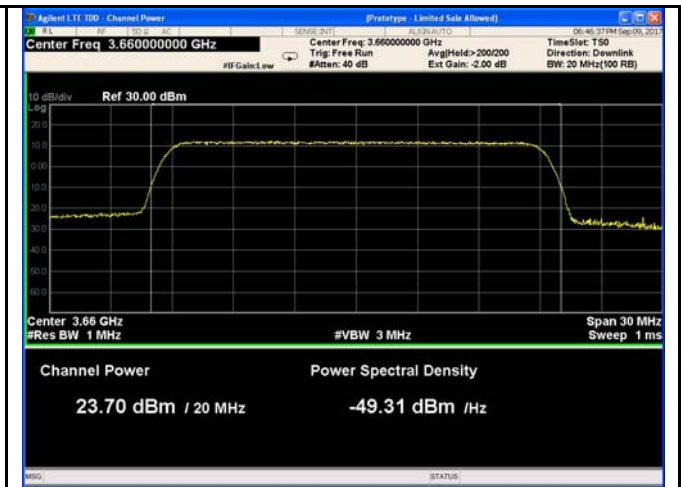 Agilent LTE TDD - Channel Power (Prototype - Limited Sale Allowed)
RL RF 50 Ω AC SENSE:INT ALIGN AUTO 06:46:37 PM Sep 09, 2017
Center Freq 3.660000000 GHz Center Freq: 3.660000000 GHz TimeSlot: TS0
Trig: Free Run Avg|Hold:>200/200 Direction: Downlink
#IFGain:Low #Atten: 40 dB Ext Gain: -2.00 dB BW: 20 MHz(100 RB)
10 dB/div Ref 30.00 dBm
Log
20.0
10.0
0.00
-10.0
-20.0
-30.0
-40.0
-50.0
-60.0
Center 3.66 GHz Span 30 MHz
#Res BW 1 MHz #VBW 3 MHz Sweep 1 ms
Channel Power Power Spectral Density
23.70 dBm / 20 MHz -49.31 dBm /Hz
MSG STATUS